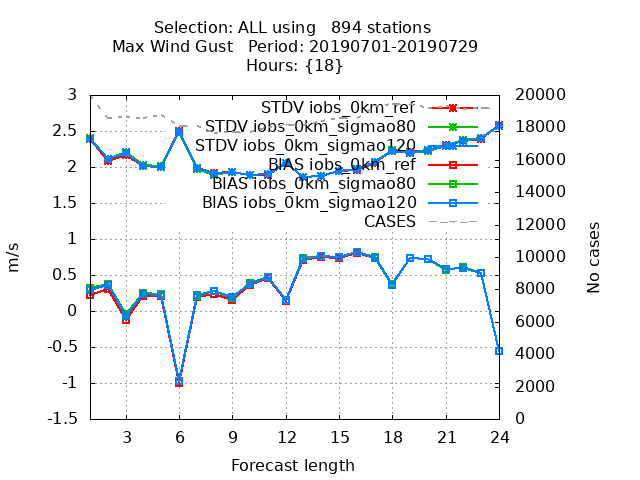 Selection: ALL using   894 stations
Max Wind Gust   Period: 20190701-20190729
Hours: {18}
3
2.5
2
1.5
1
0.5
0
-0.5
-1
-1.5
m/s
STDV iobs_0km_ref
STDV iobs_0km_sigmao80
STDV iobs_0km_sigmao120
BIAS iobs_0km_ref
BIAS iobs_0km_sigmao80
BIAS iobs_0km_sigmao120
CASES
20000
18000
16000
14000
12000
10000
8000
6000
4000
2000
0
No cases
3 6 9 12 15 18 21 24
Forecast length